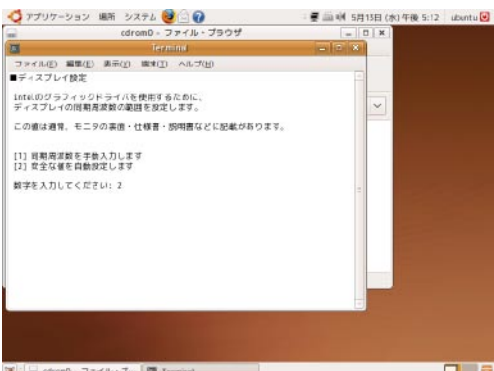 アプリケーション 場所 システム 5月13日 (水) 午後 5:12 ubuntu
cdrom0 - ファイル・ブラウザ
Terminal
ファイル(F) 編集(E) 表示(V) 端末(T) ヘルプ(H)
■ディスプレイ設定
intelのグラフィックドライバを使用するために、
ディスプレイの同期周波数の範囲を設定します。
この値は通常、モニタの裏面・仕様書・説明書などに記載があります。
[1] 同期周波数を手動入力します
[2] 安全な値を自動設定します
数字を入力してください: 2
cdrom0 - ファイル・ブ... Terminal